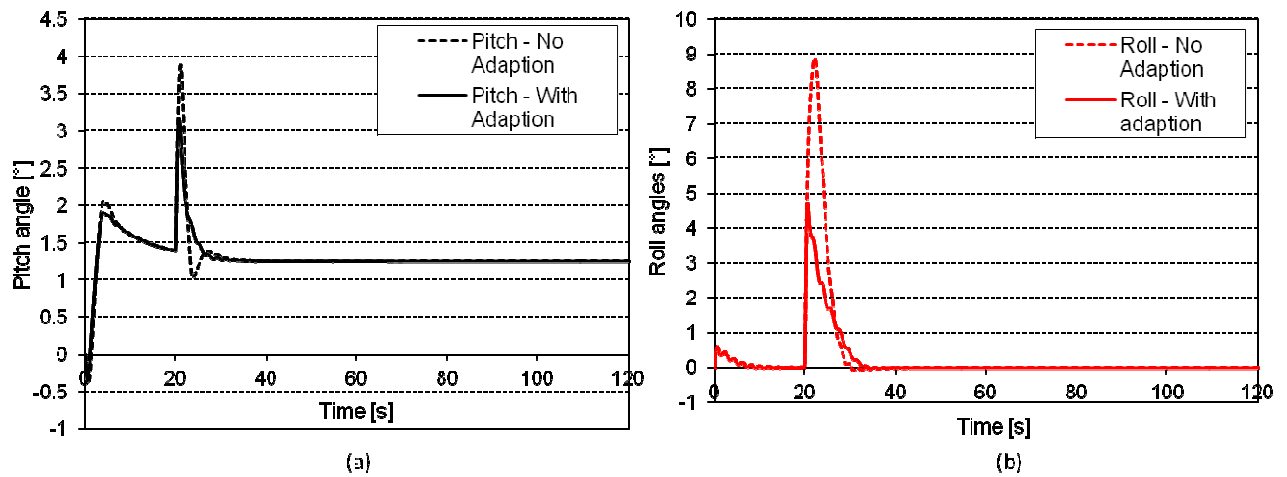 4.5
4
3.5
3
2.5
2
1.5
1
0.5
0
-0.5
-1
Pitch angle [°]
Pitch - No
Adaption
Pitch - With
Adaption
0 20 40 60 80 100 120
Time [s]
(a)
10
9
8
7
6
5
4
3
2
1
0
-1
Roll angles [°]
Roll - No
Adaption
Roll - With
adaption
0 20 40 60 80 100 120
Time [s]
(b)